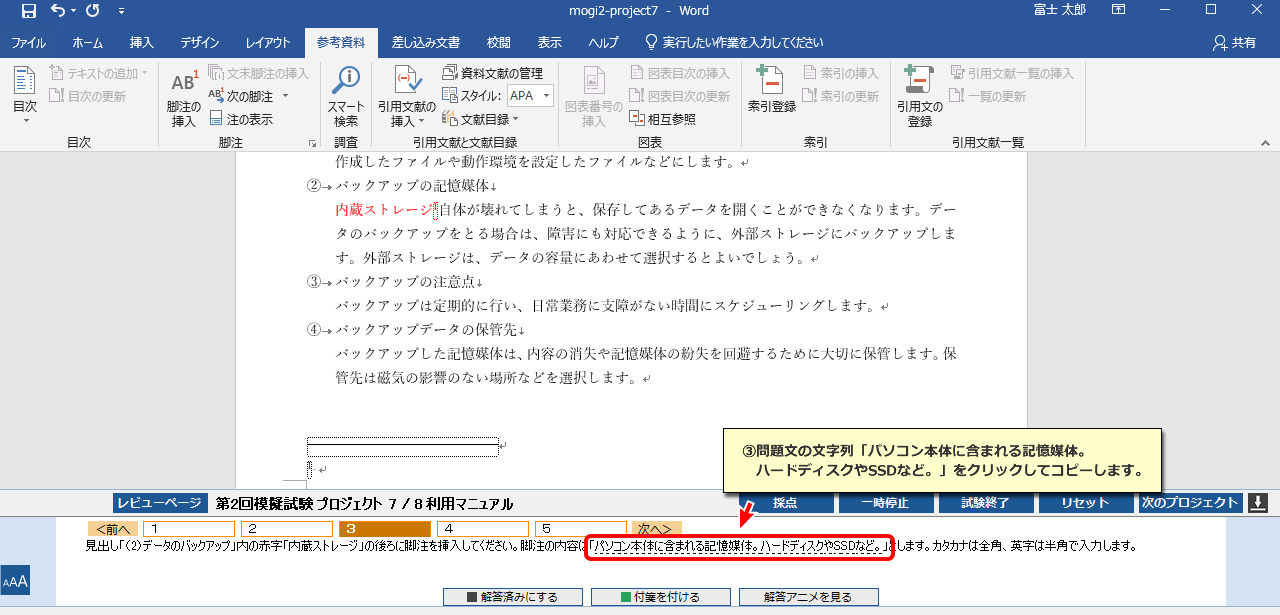 mogi2-project7 - Word
富士 太郎
ファイル ホーム 挿入 デザイン レイアウト 参考資料 差し込み文書 校閲 表示 ヘルプ 実行したい作業を入力してください 共有
目次
テキストの追加
目次の更新
目次
AB1
脚注の
挿入
文末脚注の挿入
次の脚注
注の表示
脚注
スマート
検索
調査
引用文献の
挿入
資料文献の管理
スタイル: APA
文献目録
引用文献と文献目録
図表番号の
挿入
図表目次の挿入
図表目次の更新
相互参照
図表
索引登録
索引の挿入
索引の更新
索引
引用文の
登録
引用文献一覧の挿入
一覧の更新
引用文献一覧
作成したファイルや動作環境を設定したファイルなどにします。
②バックアップの記憶媒体
内蔵ストレージ自体が壊れてしまうと、保存してあるデータを開くことができなくなります。デー
タのバックアップをとる場合は、障害にも対応できるように、外部ストレージにバックアップしま
す。外部ストレージは、データの容量にあわせて選択するとよいでしょう。
③バックアップの注意点
バックアップは定期的に行い、日常業務に支障がない時間にスケジューリングします。
④バックアップデータの保管先
バックアップした記憶媒体は、内容の消失や記憶媒体の紛失を回避するために大切に保管します。保
管先は磁気の影響のない場所などを選択します。
③問題文の文字列「パソコン本体に含まれる記憶媒体。
ハードディスクやSSDなど。」をクリックしてコピーします。
レビューページ 第2回模擬試験 プロジェクト 7 / 8 利用マニュアル 採点 一時停止 試験終了 リセット 次のプロジェクト
<前へ 1 2 3 4 5 次へ>
見出し「(2)データのバックアップ」内の赤字「内蔵ストレージ」の後ろに脚注を挿入してください。脚注の内容は「パソコン本体に含まれる記憶媒体。ハードディスクやSSDなど。」とします。カタカナは全角、英字は半角で入力します。
AAA
解答済みにする 付箋を付ける 解答アニメを見る